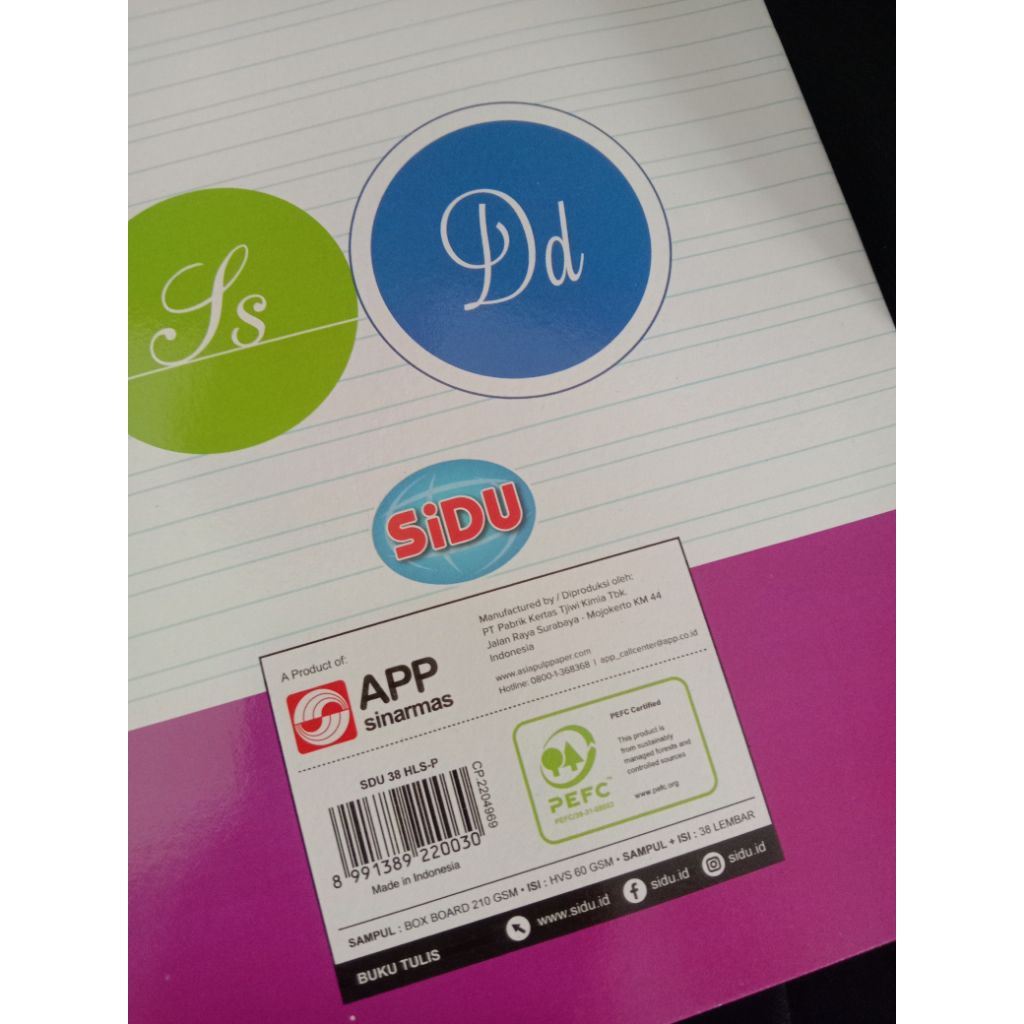 Ss
Dd
SiDU
A Product of:
APP
sinarmas
Manufactured by / Diproduksi oleh:
PT Pabrik Kertas Tjiwi Kimia Tbk.
Jalan Raya Surabaya - Mojokerto KM 44
Indonesia
www.asiapulppaper.com
Hotline: 0800-1-368368 | app_callcenter@app.co.id
SDU 38 HLS-P
CP.2204969
8 991389 220030
Made in Indonesia
PEFC™
PEFC Certified
This product is
from sustainably
managed forests and
controlled sources
www.pefc.org
SAMPUL : BOX BOARD 210 GSM • ISI : HVS 60 GSM • SAMPUL + ISI : 38 LEMBAR
BUKU TULIS
www.sidu.id
sidu.id
sidu.id